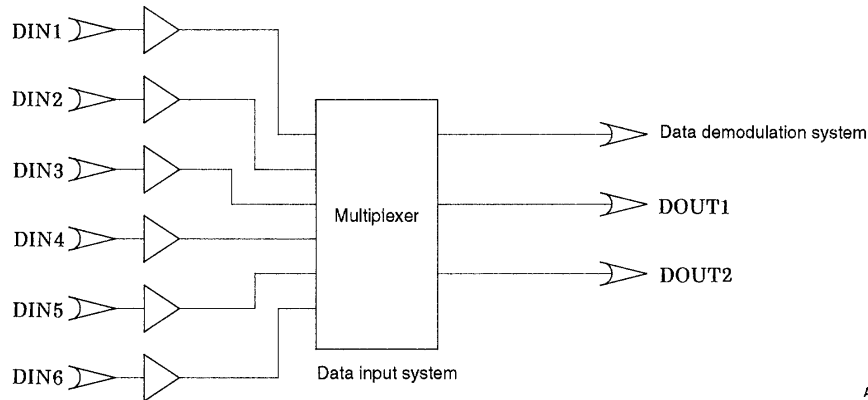 DIN1
DIN2
DIN3
DIN4
DIN5
DIN6
Multiplexer
Data input system
Data demodulation system
DOUT1
DOUT2